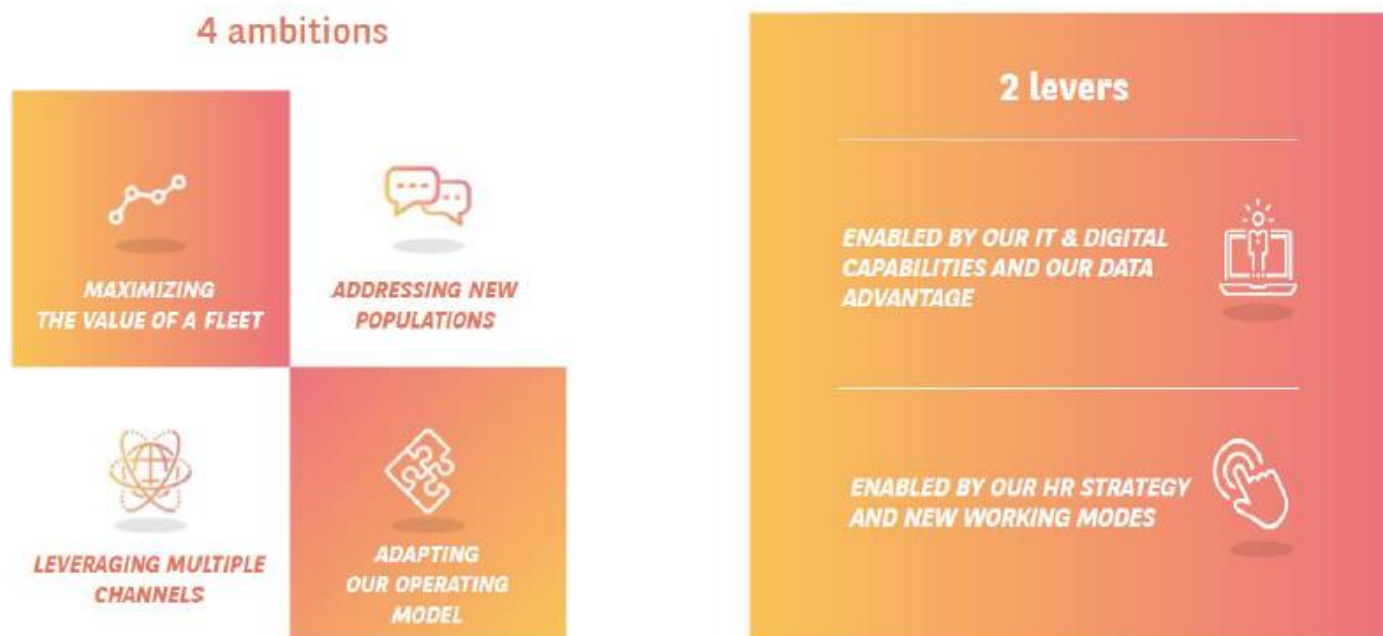 4 ambitions
MAXIMIZING
THE VALUE OF A FLEET
ADDRESSING NEW
POPULATIONS
LEVERAGING MULTIPLE
CHANNELS
ADAPTING
OUR OPERATING
MODEL
2 levers
ENABLED BY OUR IT & DIGITAL
CAPABILITIES AND OUR DATA
ADVANTAGE
ENABLED BY OUR HR STRATEGY
AND NEW WORKING MODES